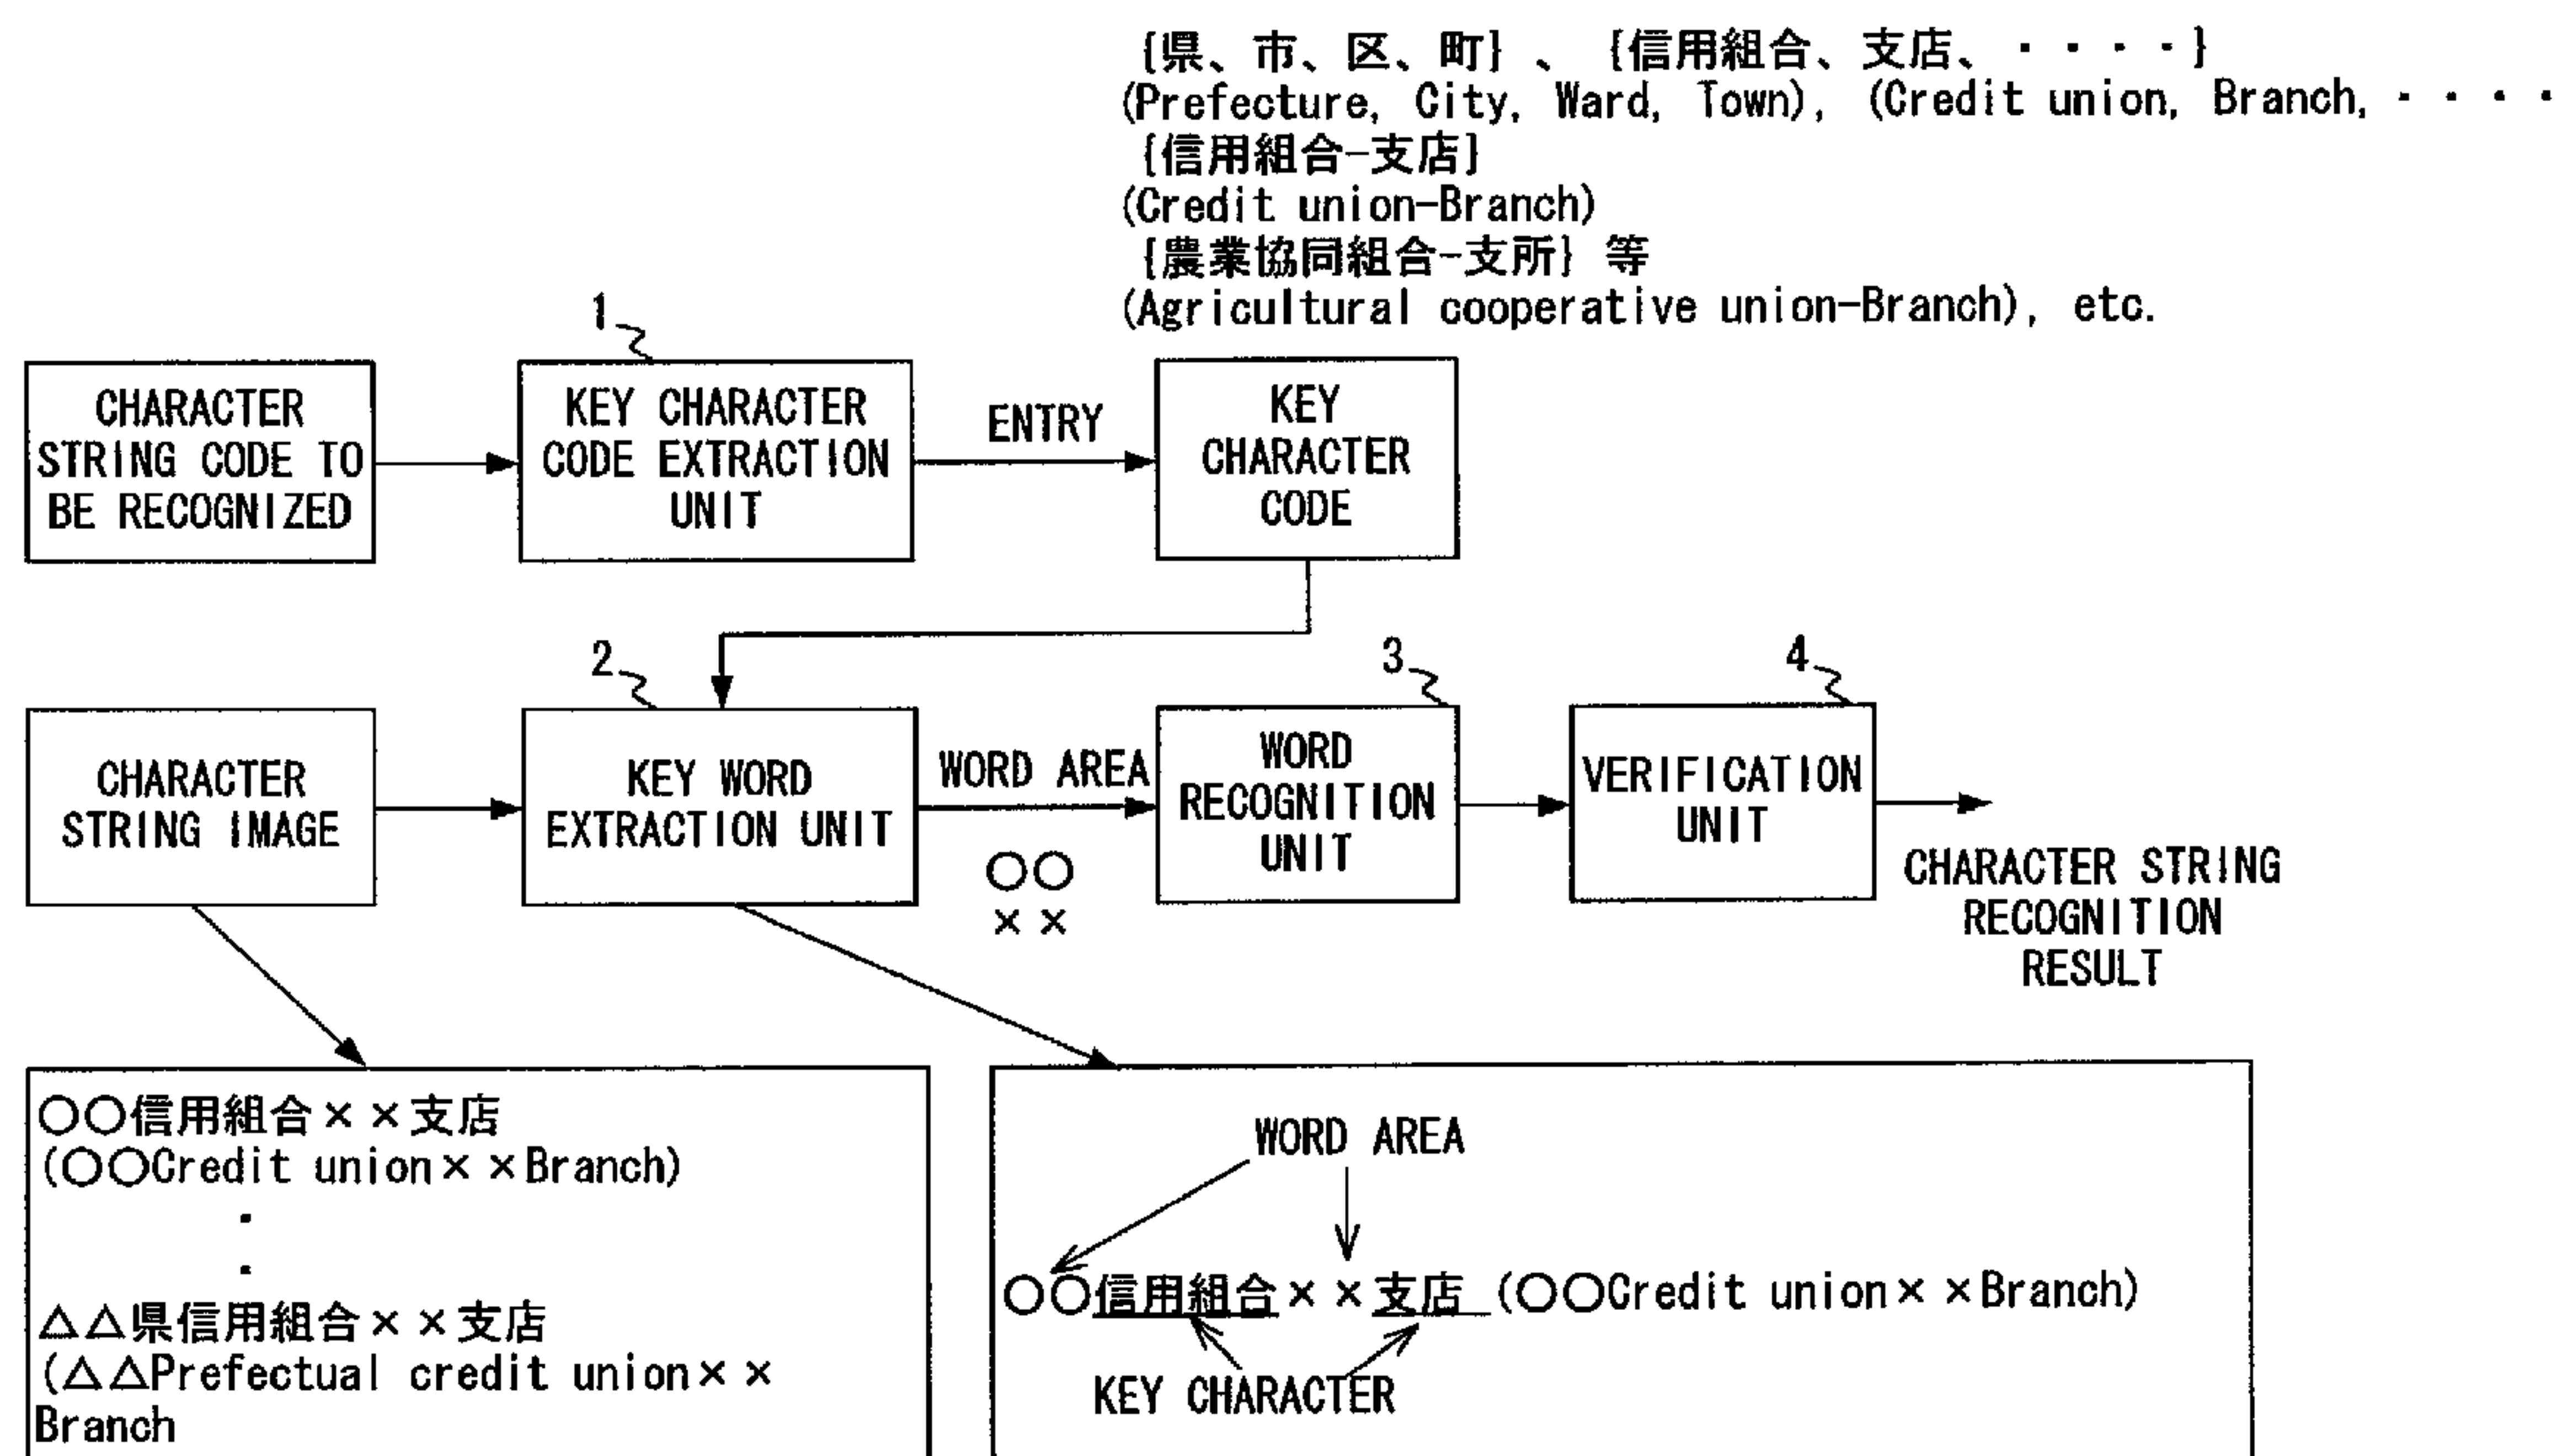 {県、市、区、町}、{信用組合、支店、・・・・}
(Prefecture, City, Ward, Town), (Credit union, Branch, ・・・・
{信用組合-支店}
(Credit union-Branch)
{農業協同組合-支所} 等
(Agricultural cooperative union-Branch), etc.
1
CHARACTER
STRING CODE TO
BE RECOGNIZED
KEY CHARACTER
CODE EXTRACTION
UNIT
ENTRY
KEY
CHARACTER
CODE
2
3
4
CHARACTER
STRING IMAGE
KEY WORD
EXTRACTION UNIT
WORD AREA
○○
××
WORD
RECOGNITION
UNIT
VERIFICATION
UNIT
CHARACTER STRING
RECOGNITION
RESULT
○○信用組合××支店
(○○Credit union××Branch)
・
・
△△県信用組合××支店
(△△Prefectual credit union××
Branch
WORD AREA
○○信用組合××支店 (○○Credit union××Branch)
KEY CHARACTER